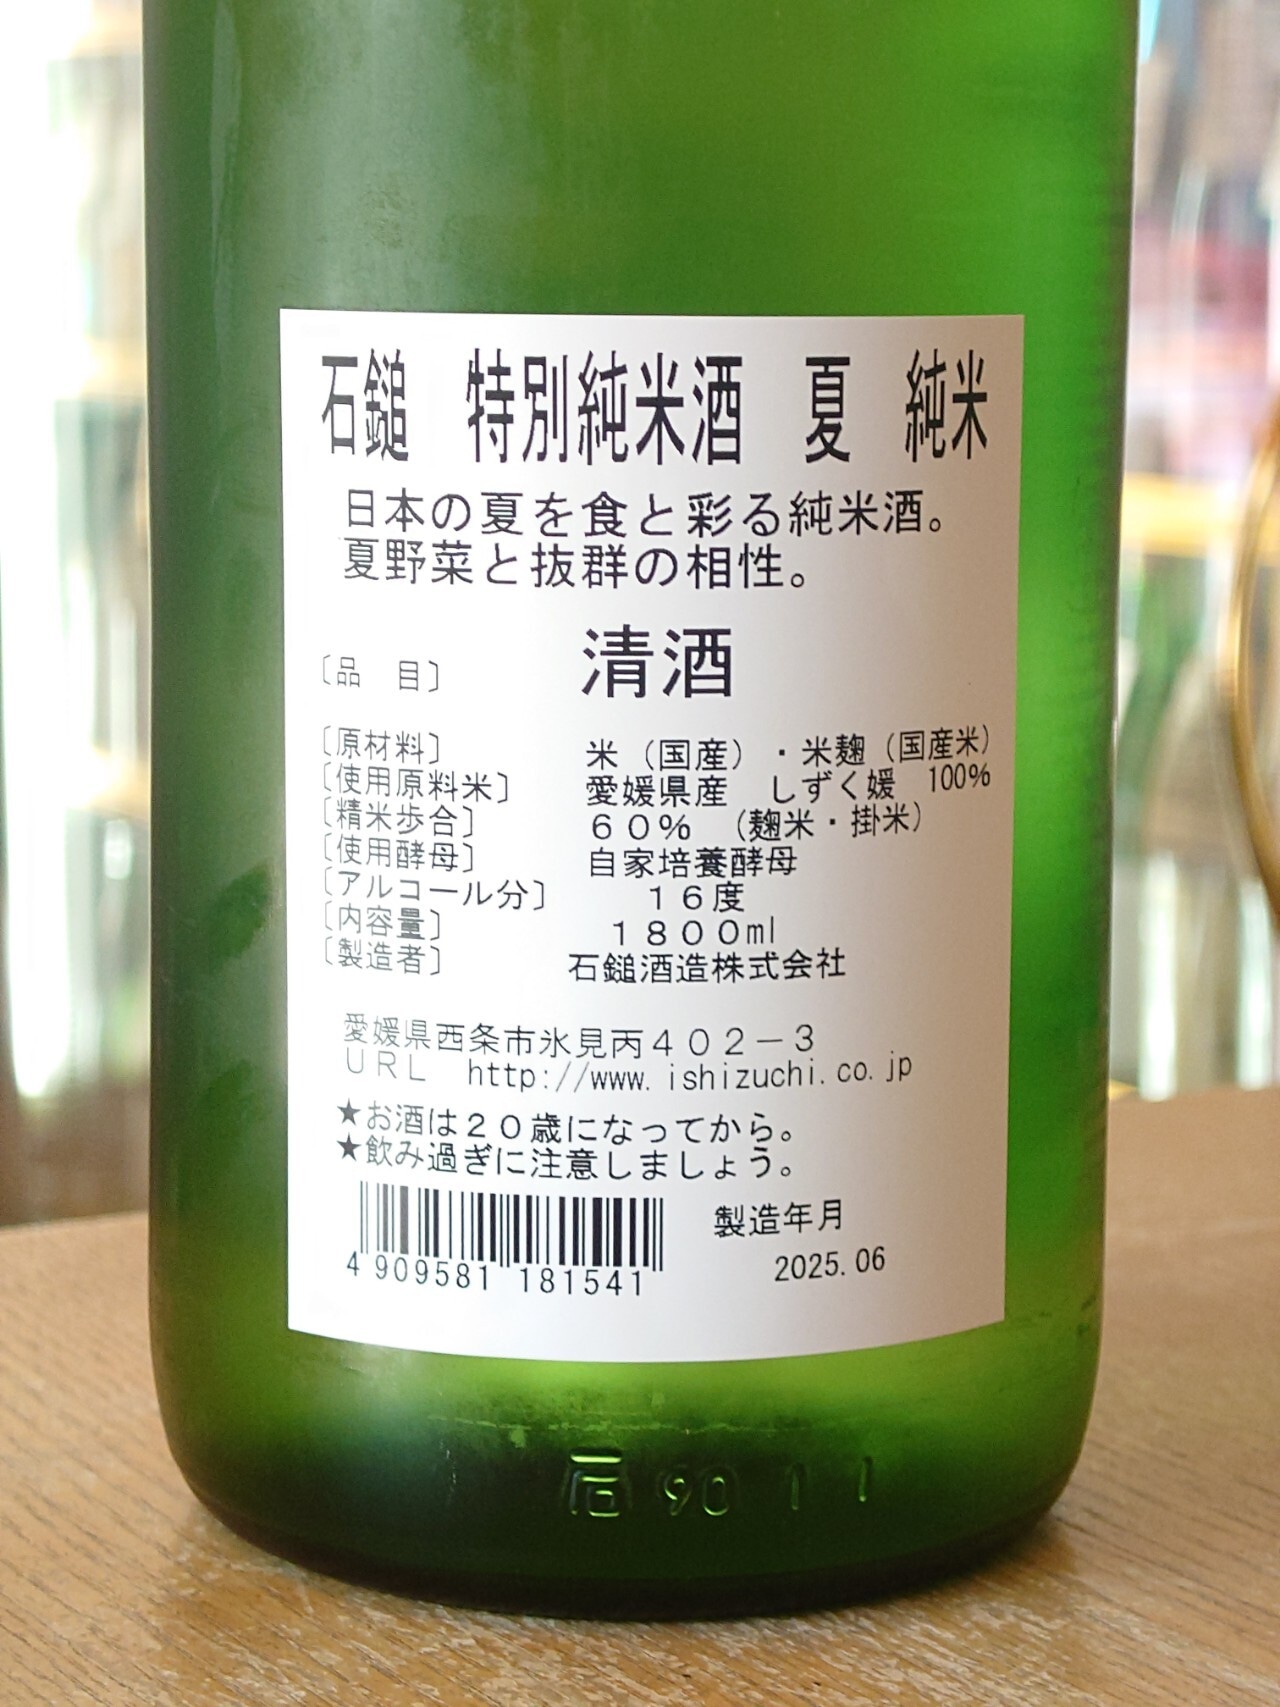 石鎚　特別純米酒　夏　純米
日本の夏を食と彩る純米酒。
夏野菜と抜群の相性。
〔品　目〕　清酒
〔原材料〕　米（国産）・米麹（国産米）
〔使用原料米〕　愛媛県産　しずく媛　100%
〔精米歩合〕　６０％　（麹米・掛米）
〔使用酵母〕　自家培養酵母
〔アルコール分〕　１６度
〔内容量〕　１８００ml
〔製造者〕　石鎚酒造株式会社
愛媛県西条市氷見丙４０２－３
ＵＲＬ　http://www.ishizuchi.co.jp
★お酒は２０歳になってから。
★飲み過ぎに注意しましょう。
4 909581 181541
製造年月
2025.06
90 1 1